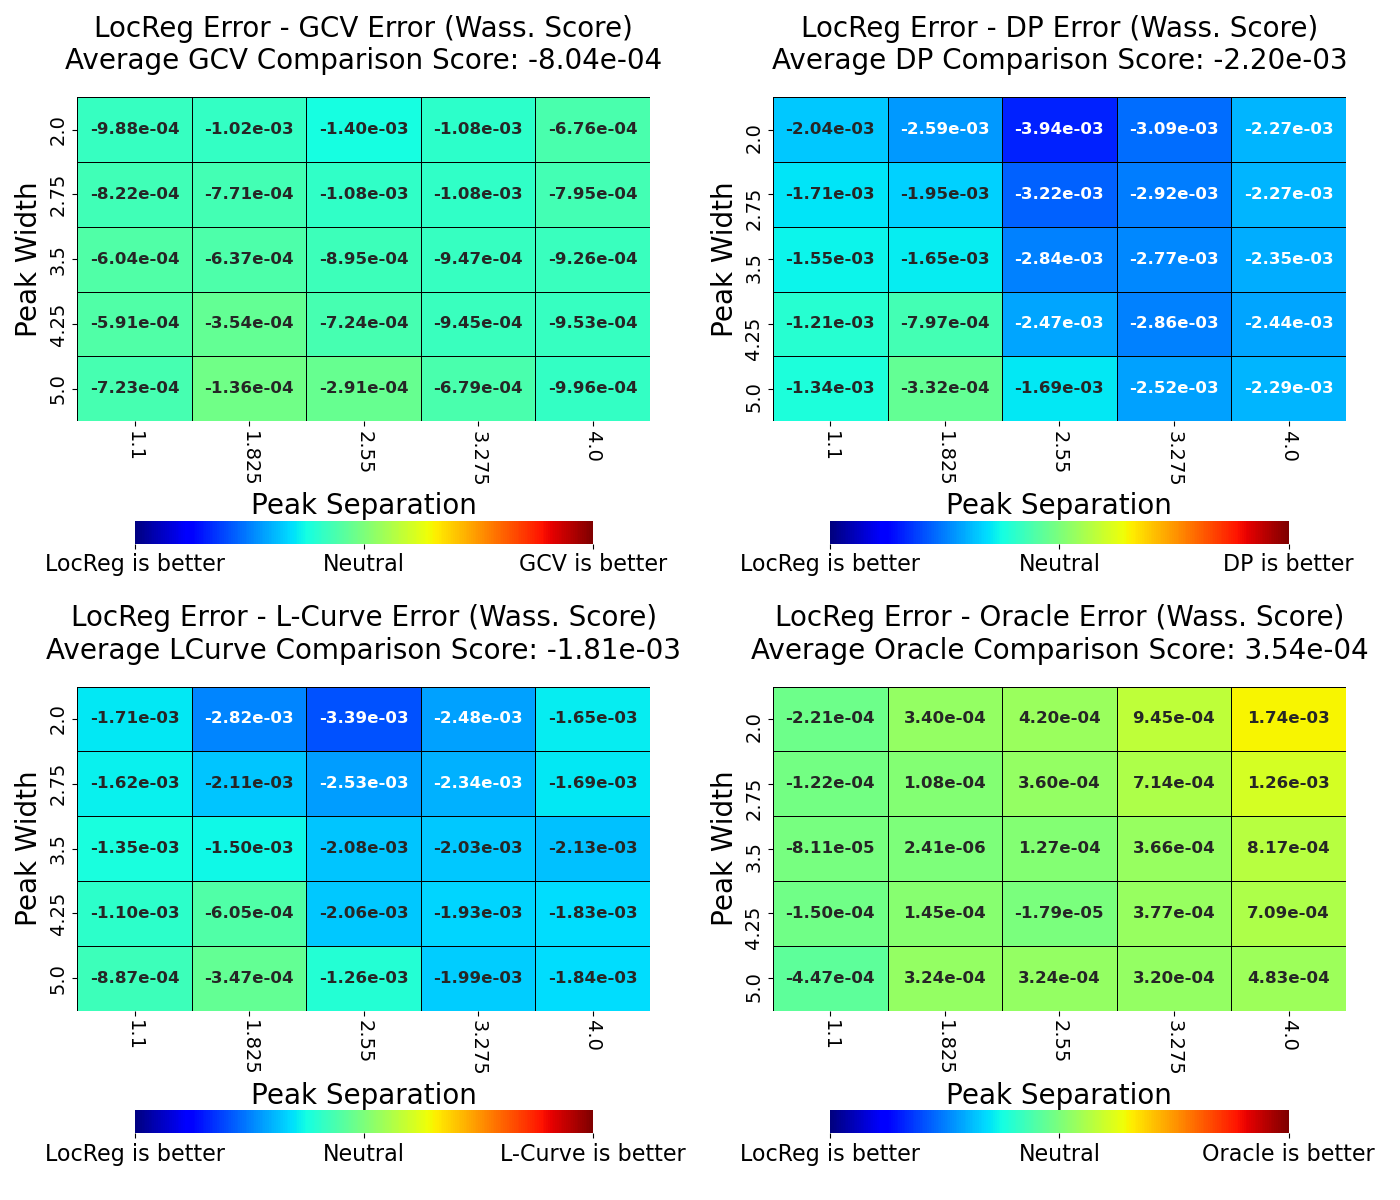 LocReg Error - GCV Error (Wass. Score)
Average GCV Comparison Score: -8.04e-04
Peak Width
2.0 -9.88e-04 -1.02e-03 -1.40e-03 -1.08e-03 -6.76e-04
2.75 -8.22e-04 -7.71e-04 -1.08e-03 -1.08e-03 -7.95e-04
3.5 -6.04e-04 -6.37e-04 -8.95e-04 -9.47e-04 -9.26e-04
4.25 -5.91e-04 -3.54e-04 -7.24e-04 -9.45e-04 -9.53e-04
5.0 -7.23e-04 -1.36e-04 -2.91e-04 -6.79e-04 -9.96e-04
1.1 1.825 2.55 3.275 4.0
Peak Separation
LocReg is better Neutral GCV is better
LocReg Error - DP Error (Wass. Score)
Average DP Comparison Score: -2.20e-03
Peak Width
2.0 -2.04e-03 -2.59e-03 -3.94e-03 -3.09e-03 -2.27e-03
2.75 -1.71e-03 -1.95e-03 -3.22e-03 -2.92e-03 -2.27e-03
3.5 -1.55e-03 -1.65e-03 -2.84e-03 -2.77e-03 -2.35e-03
4.25 -1.21e-03 -7.97e-04 -2.47e-03 -2.86e-03 -2.44e-03
5.0 -1.34e-03 -3.32e-04 -1.69e-03 -2.52e-03 -2.29e-03
1.1 1.825 2.55 3.275 4.0
Peak Separation
LocReg is better Neutral DP is better
LocReg Error - L-Curve Error (Wass. Score)
Average LCurve Comparison Score: -1.81e-03
Peak Width
2.0 -1.71e-03 -2.82e-03 -3.39e-03 -2.48e-03 -1.65e-03
2.75 -1.62e-03 -2.11e-03 -2.53e-03 -2.34e-03 -1.69e-03
3.5 -1.35e-03 -1.50e-03 -2.08e-03 -2.03e-03 -2.13e-03
4.25 -1.10e-03 -6.05e-04 -2.06e-03 -1.93e-03 -1.83e-03
5.0 -8.87e-04 -3.47e-04 -1.26e-03 -1.99e-03 -1.84e-03
1.1 1.825 2.55 3.275 4.0
Peak Separation
LocReg is better Neutral L-Curve is better
LocReg Error - Oracle Error (Wass. Score)
Average Oracle Comparison Score: 3.54e-04
Peak Width
2.0 -2.21e-04 3.40e-04 4.20e-04 9.45e-04 1.74e-03
2.75 -1.22e-04 1.08e-04 3.60e-04 7.14e-04 1.26e-03
3.5 -8.11e-05 2.41e-06 1.27e-04 3.66e-04 8.17e-04
4.25 -1.50e-04 1.45e-04 -1.79e-05 3.77e-04 7.09e-04
5.0 -4.47e-04 3.24e-04 3.24e-04 3.20e-04 4.83e-04
1.1 1.825 2.55 3.275 4.0
Peak Separation
LocReg is better Neutral Oracle is better